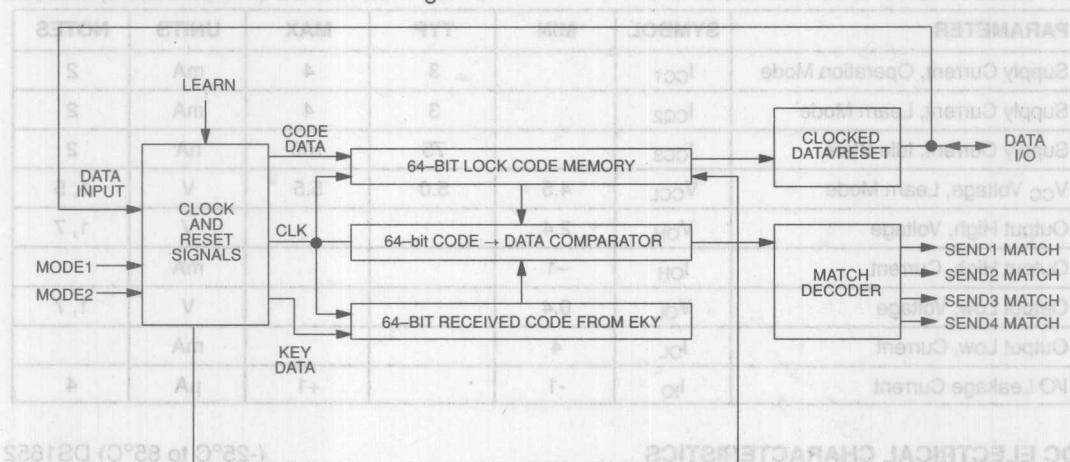 LEARN
CODE
DATA
64–BIT LOCK CODE MEMORY
CLOCKED
DATA/RESET
DATA
I/O
DATA
INPUT
CLOCK
AND
RESET
SIGNALS
CLK
64–bit CODE → DATA COMPARATOR
MATCH
DECODER
SEND1 MATCH
SEND2 MATCH
SEND3 MATCH
SEND4 MATCH
MODE1
MODE2
64–BIT RECEIVED CODE FROM EKY
KEY
DATA